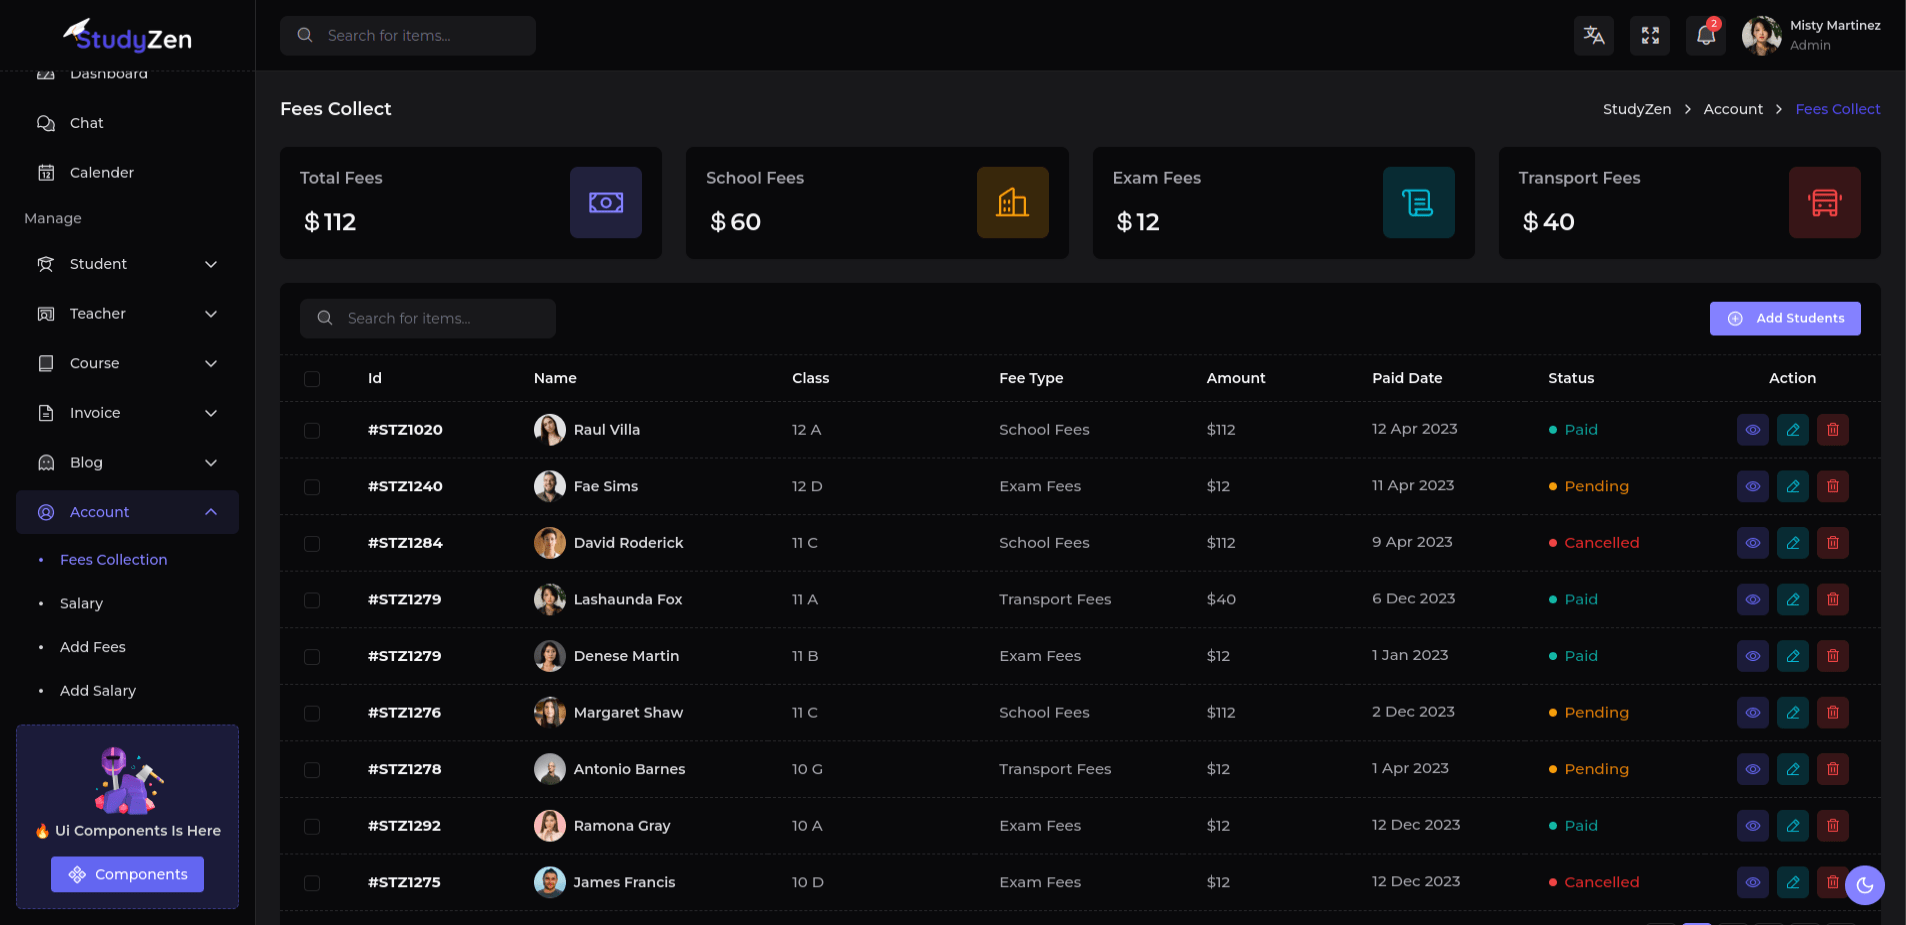 StudyZen
Search for items...
2
Misty Martinez
Admin
Dashboard
Chat
12
Calender
Manage
Student
Teacher
Course
Invoice
Blog
Account
Fees Collection
Salary
Add Fees
Add Salary
🔥 Ui Components Is Here
Components
Fees Collect
StudyZen > Account > Fees Collect
Total Fees
$ 112
School Fees
$ 60
Exam Fees
$ 12
Transport Fees
$ 40
Search for items...
Add Students
Id Name Class Fee Type Amount Paid Date Status Action
#STZ1020 Raul Villa 12 A School Fees $112 12 Apr 2023 Paid
#STZ1240 Fae Sims 12 D Exam Fees $12 11 Apr 2023 Pending
#STZ1284 David Roderick 11 C School Fees $112 9 Apr 2023 Cancelled
#STZ1279 Lashaunda Fox 11 A Transport Fees $40 6 Dec 2023 Paid
#STZ1279 Denese Martin 11 B Exam Fees $12 1 Jan 2023 Paid
#STZ1276 Margaret Shaw 11 C School Fees $112 2 Dec 2023 Pending
#STZ1278 Antonio Barnes 10 G Transport Fees $12 1 Apr 2023 Pending
#STZ1292 Ramona Gray 10 A Exam Fees $12 12 Dec 2023 Paid
#STZ1275 James Francis 10 D Exam Fees $12 12 Dec 2023 Cancelled